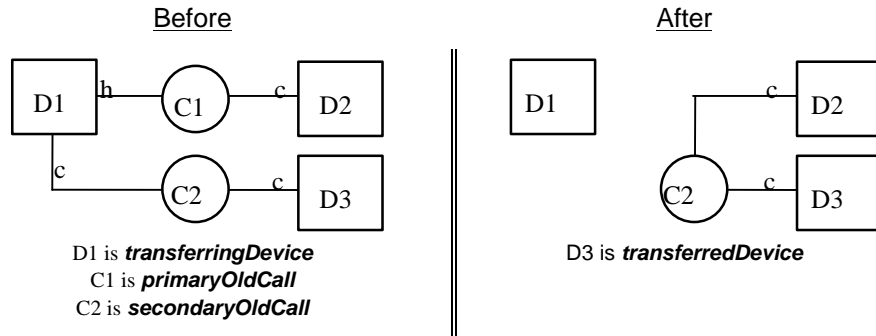 Before
After
D1
h
C1
c
D2
D1
c
D2
c
C2
c
D3
C2
c
D3
D1 is transferringDevice
C1 is primaryOldCall
C2 is secondaryOldCall
D3 is transferredDevice